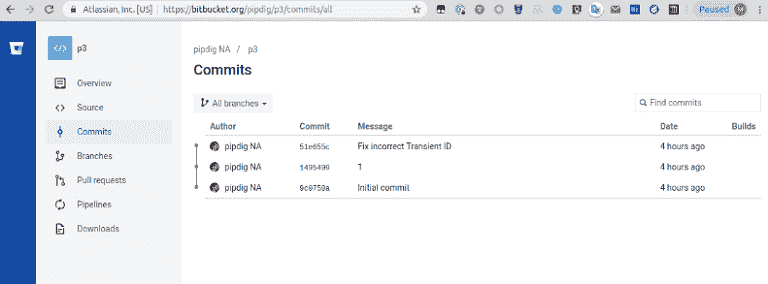 Atlassian, Inc. [US] | https://bitbucket.org/pipdig/p3/commits/all Paused M
p3
Overview
Source
Commits
Branches
Pull requests
Pipelines
Downloads
pipdig NA / p3
Commits
All branches Find commits
Author Commit Message Date Builds
pipdig NA 51e655c Fix incorrect Transient ID 4 hours ago
pipdig NA 1495499 1 4 hours ago
pipdig NA 9c0750a Initial commit 4 hours ago